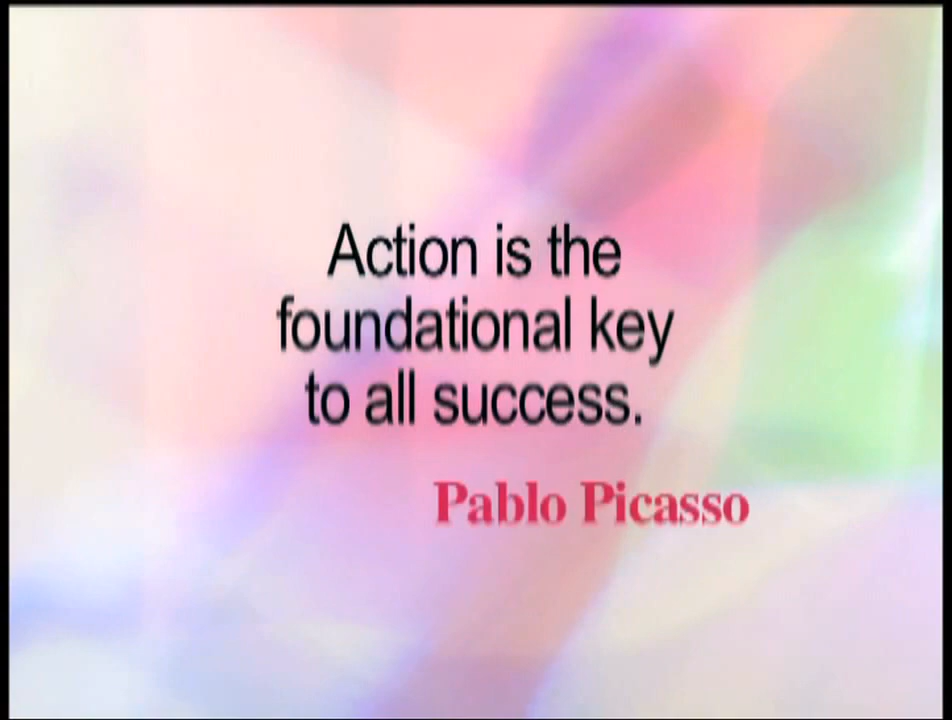 Action is the
foundational key
to all success.
Pablo Picasso